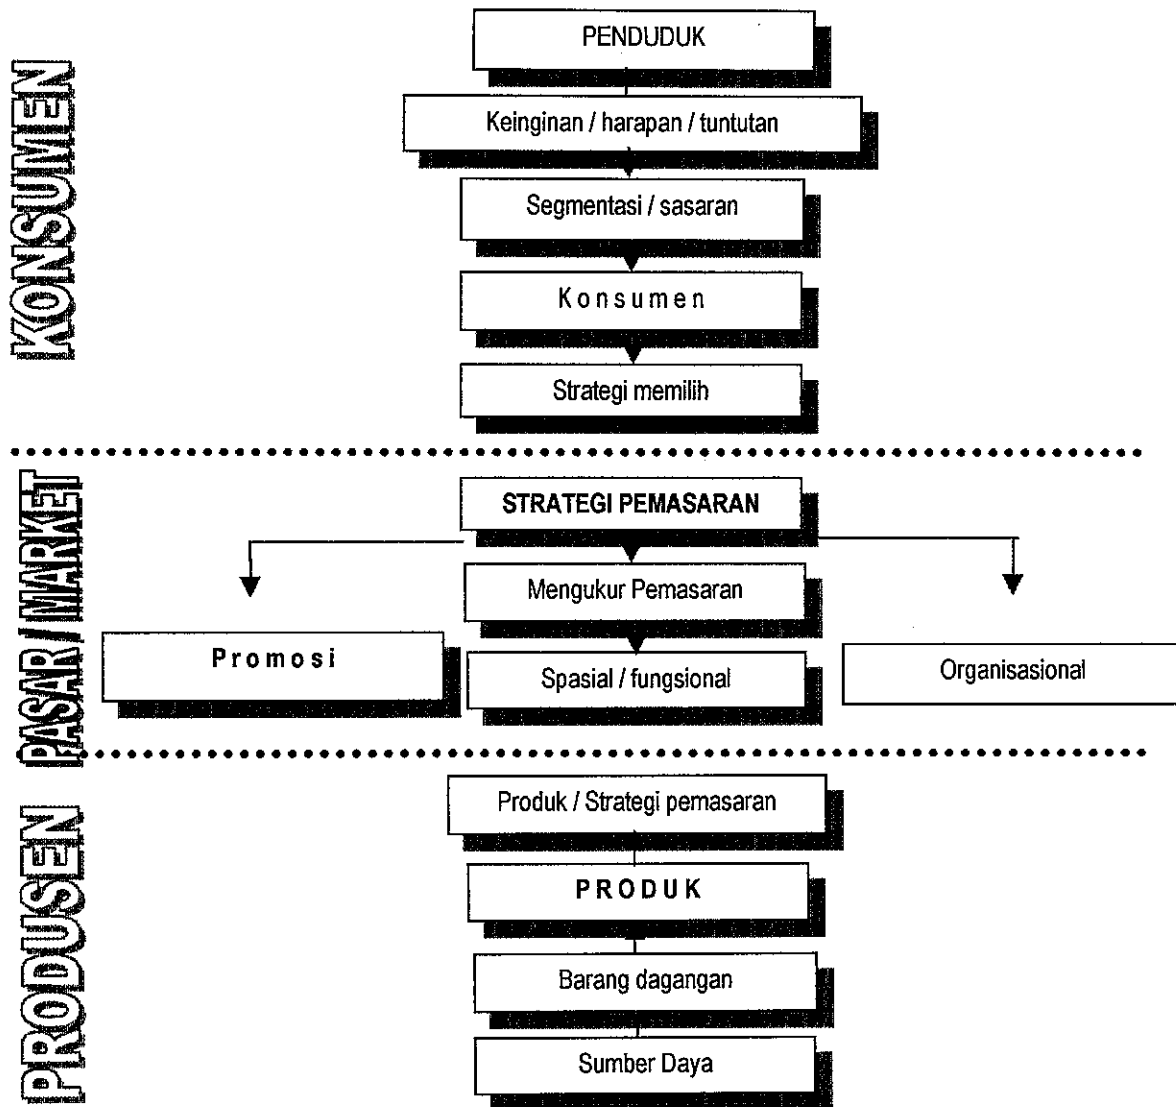 KONSUMEN
PENDUDUK
Keinginan / harapan / tuntutan
Segmentasi / sasaran
Konsumen
Strategi memilih
PASAR / MARKET
STRATEGI PEMASARAN
Mengukur Pemasaran
Promosi
Spasial / fungsional
Organisasional
PRODUSEN
Produk / Strategi pemasaran
PRODUK
Barang dagangan
Sumber Daya